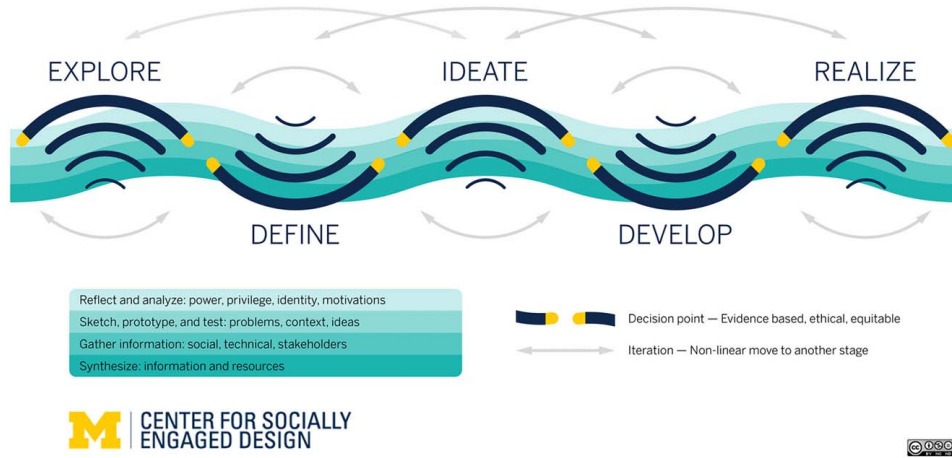 EXPLORE
IDEATE
REALIZE
DEFINE
DEVELOP
Reflect and analyze: power, privilege, identity, motivations
Sketch, prototype, and test: problems, context, ideas
Gather information: social, technical, stakeholders
Synthesize: information and resources
Decision point — Evidence based, ethical, equitable
Iteration — Non-linear move to another stage
M
CENTER FOR SOCIALLY
ENGAGED DESIGN